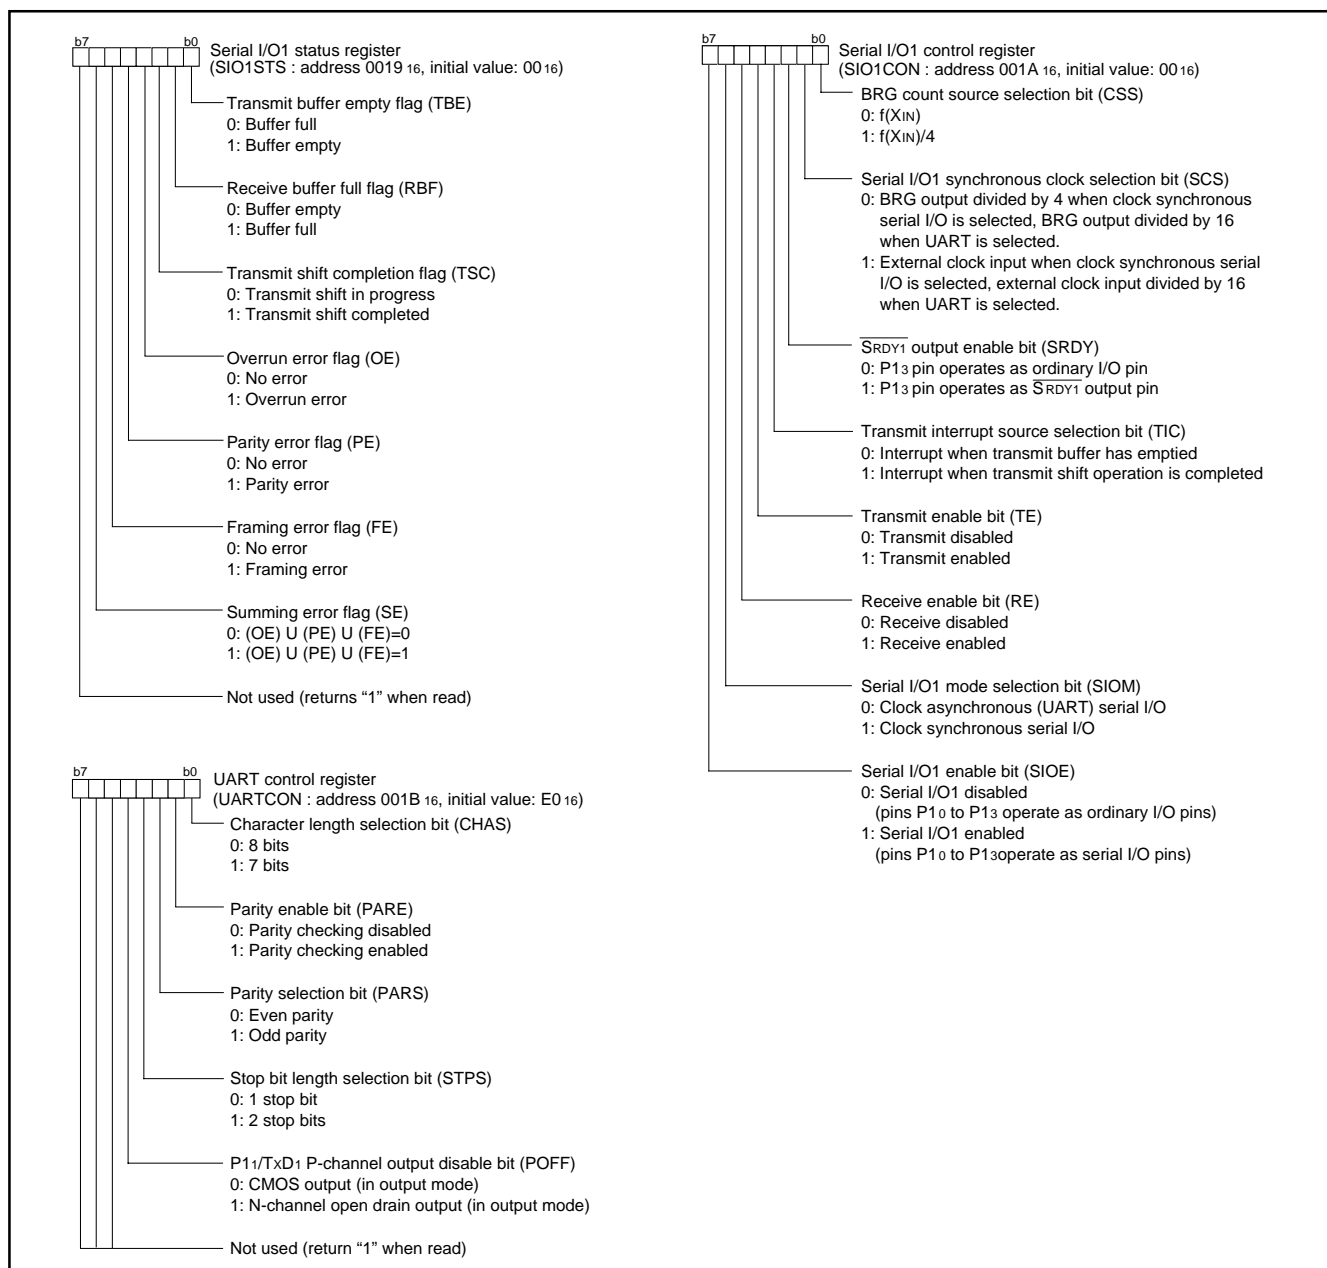 b7 b0 Serial I/O1 status register
(SIO1STS : address 0019 16, initial value: 00 16)
Transmit buffer empty flag (TBE)
0: Buffer full
1: Buffer empty
Receive buffer full flag (RBF)
0: Buffer empty
1: Buffer full
Transmit shift completion flag (TSC)
0: Transmit shift in progress
1: Transmit shift completed
Overrun error flag (OE)
0: No error
1: Overrun error
Parity error flag (PE)
0: No error
1: Parity error
Framing error flag (FE)
0: No error
1: Framing error
Summing error flag (SE)
0: (OE) U (PE) U (FE)=0
1: (OE) U (PE) U (FE)=1
Not used (returns “1” when read)
b7 b0 UART control register
(UARTCON : address 001B 16, initial value: E0 16)
Character length selection bit (CHAS)
0: 8 bits
1: 7 bits
Parity enable bit (PARE)
0: Parity checking disabled
1: Parity checking enabled
Parity selection bit (PARS)
0: Even parity
1: Odd parity
Stop bit length selection bit (STPS)
0: 1 stop bit
1: 2 stop bits
P11/TxD1 P-channel output disable bit (POFF)
0: CMOS output (in output mode)
1: N-channel open drain output (in output mode)
Not used (return “1” when read)
b7 b0 Serial I/O1 control register
(SIO1CON : address 001A 16, initial value: 00 16)
BRG count source selection bit (CSS)
0: f(XIN)
1: f(XIN)/4
Serial I/O1 synchronous clock selection bit (SCS)
0: BRG output divided by 4 when clock synchronous
serial I/O is selected, BRG output divided by 16
when UART is selected.
1: External clock input when clock synchronous serial
I/O is selected, external clock input divided by 16
when UART is selected.
SRDY1 output enable bit (SRDY)
0: P13 pin operates as ordinary I/O pin
1: P13 pin operates as SRDY1 output pin
Transmit interrupt source selection bit (TIC)
0: Interrupt when transmit buffer has emptied
1: Interrupt when transmit shift operation is completed
Transmit enable bit (TE)
0: Transmit disabled
1: Transmit enabled
Receive enable bit (RE)
0: Receive disabled
1: Receive enabled
Serial I/O1 mode selection bit (SIOM)
0: Clock asynchronous (UART) serial I/O
1: Clock synchronous serial I/O
Serial I/O1 enable bit (SIOE)
0: Serial I/O1 disabled
(pins P10 to P13 operate as ordinary I/O pins)
1: Serial I/O1 enabled
(pins P10 to P13operate as serial I/O pins)